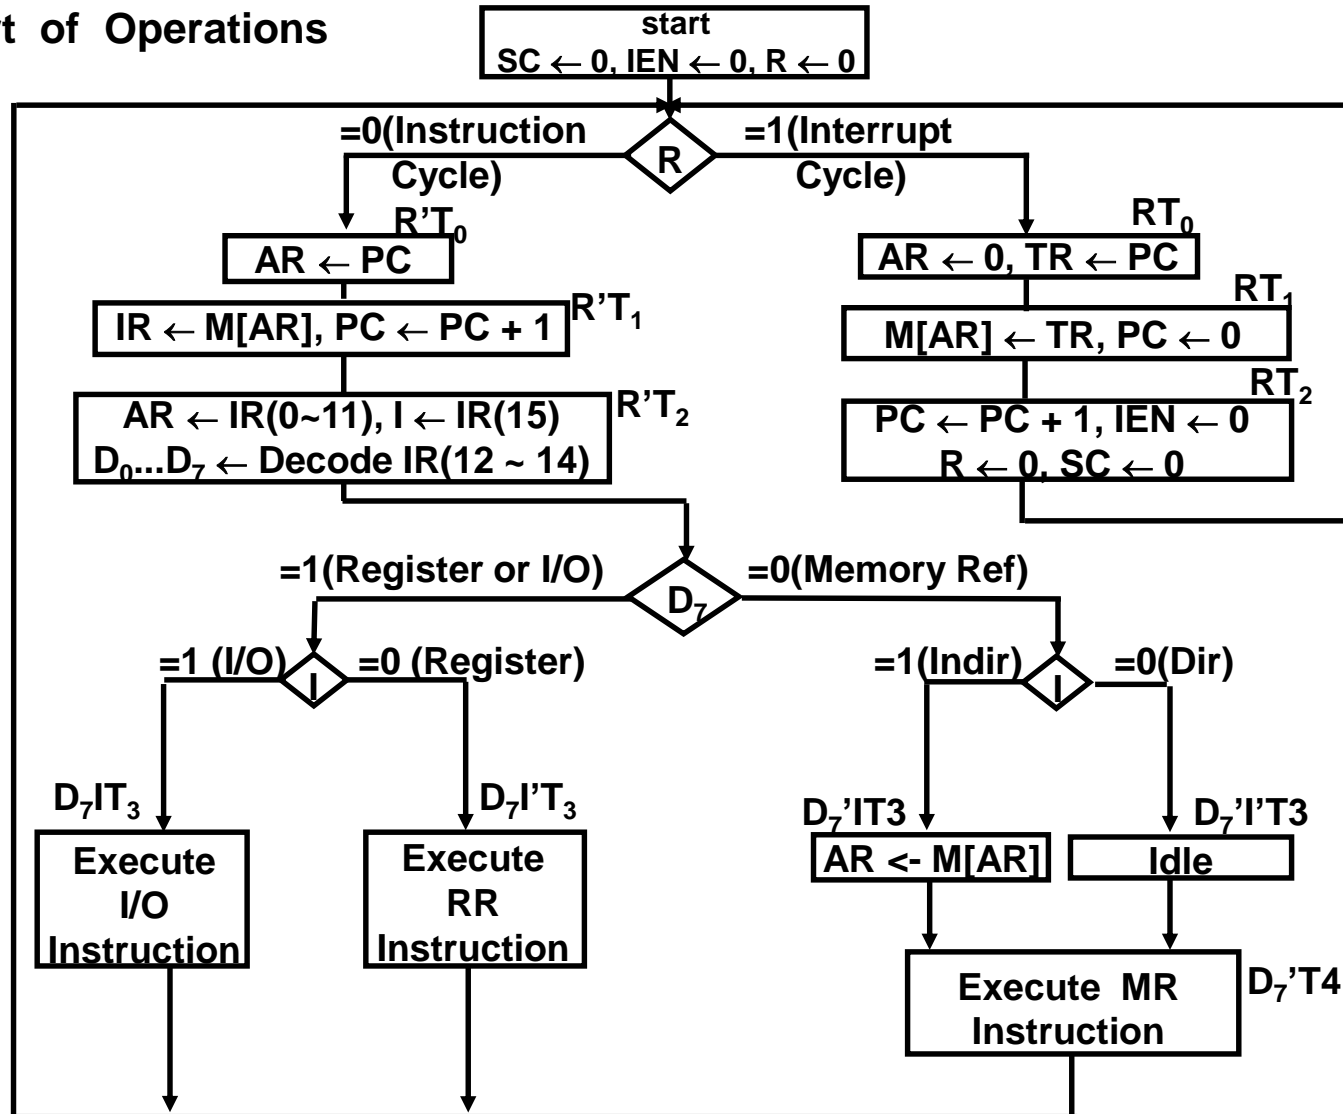 t of Operations
start
SC ← 0, IEN ← 0, R ← 0
=0(Instruction
Cycle)
R
=1(Interrupt
Cycle)
R’T₀
AR ← PC
RT₀
AR ← 0, TR ← PC
R’T₁
IR ← M[AR], PC ← PC + 1
RT₁
M[AR] ← TR, PC ← 0
R’T₂
AR ← IR(0~11), I ← IR(15)
D₀...D₇ ← Decode IR(12 ~ 14)
RT₂
PC ← PC + 1, IEN ← 0
R ← 0, SC ← 0
=1(Register or I/O)
D₇
=0(Memory Ref)
=1 (I/O)
I
=0 (Register)
=1(Indir)
I
=0(Dir)
D₇IT₃
D₇I’T₃
D₇’IT3
D₇’I’T3
Execute
I/O
Instruction
Execute
RR
Instruction
AR <- M[AR]
Idle
Execute MR
Instruction
D₇’T4